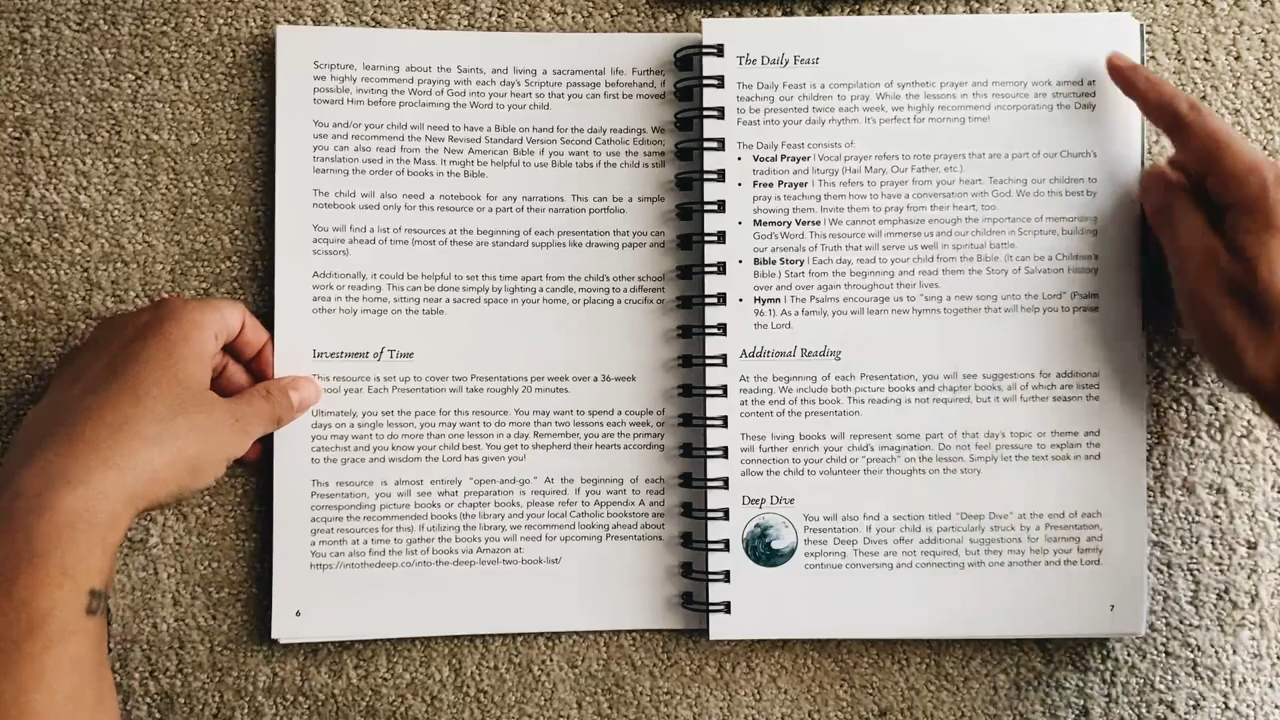 Scripture, learning about the Saints, and living a sacramental life. Further,
we highly recommend praying with each day's Scripture passage beforehand, if
possible, inviting the Word of God into your heart so that you can first be moved
toward Him before proclaiming the Word to your child.
You and/or your child will need to have a Bible on hand for the daily readings. We
use and recommend the New Revised Standard Version Second Catholic Edition;
you can also read from the New American Bible if you want to use the same
translation used in the Mass. It might be helpful to use Bible tabs if the child is still
learning the order of books in the Bible.
The child will also need a notebook for any narrations. This can be a simple
notebook used only for this resource or a part of their narration portfolio.
You will find a list of resources at the beginning of each presentation that you can
acquire ahead of time (most of these are standard supplies like drawing paper and
scissors).
Additionally, it could be helpful to set this time apart from the child's other school
work or reading. This can be done simply by lighting a candle, moving to a different
area in the home, sitting near a sacred space in your home, or placing a crucifix or
other holy image on the table.
Investment of Time
This resource is set up to cover two Presentations per week over a 36-week
school year. Each Presentation will take roughly 20 minutes.
Ultimately, you set the pace for this resource. You may want to spend a couple of
days on a single lesson, you may want to do more than two lessons each week, or
you may want to do more than one lesson in a day. Remember, you are the primary
catechist and you know your child best. You get to shepherd their hearts according
to the grace and wisdom the Lord has given you!
This resource is almost entirely "open-and-go." At the beginning of each
Presentation, you will see what preparation is required. If you want to read
corresponding picture books or chapter books, please refer to Appendix A and
acquire the recommended books (the library and your local Catholic bookstore are
great resources for this). If utilizing the library, we recommend looking ahead about
a month at a time to gather the books you will need for upcoming Presentations.
You can also find the list of books via Amazon at:
https://intothedeep.co/into-the-deep-level-two-book-list/
6
The Daily Feast
The Daily Feast is a compilation of synthetic prayer and memory work aimed at
teaching our children to pray. While the lessons in this resource are structured
to be presented twice each week, we highly recommend incorporating the Daily
Feast into your daily rhythm. It's perfect for morning time!
The Daily Feast consists of:
• Vocal Prayer | Vocal prayer refers to rote prayers that are a part of our Church's
tradition and liturgy (Hail Mary, Our Father, etc.).
• Free Prayer | This refers to prayer from your heart. Teaching our children to
pray is teaching them how to have a conversation with God. We do this best by
showing them. Invite them to pray from their heart, too.
• Memory Verse | We cannot emphasize enough the importance of memorizing
God's Word. This resource will immerse us and our children in Scripture, building
our arsenals of Truth that will serve us well in spiritual battle.
• Bible Story | Each day, read to your child from the Bible. (It can be a Children's
Bible.) Start from the beginning and read them the Story of Salvation History
over and over again throughout their lives.
• Hymn | The Psalms encourage us to "sing a new song unto the Lord" (Psalm
96:1). As a family, you will learn new hymns together that will help you to praise
the Lord.
Additional Reading
At the beginning of each Presentation, you will see suggestions for additional
reading. We include both picture books and chapter books, all of which are listed
at the end of this book. This reading is not required, but it will further season the
content of the presentation.
These living books will represent some part of that day's topic or theme and
will further enrich your child's imagination. Do not feel pressure to explain the
connection to your child or "preach" on the lesson. Simply let the text soak in and
allow the child to volunteer their thoughts on the story.
Deep Dive
You will also find a section titled "Deep Dive" at the end of each
Presentation. If your child is particularly struck by a Presentation,
these Deep Dives offer additional suggestions for learning and
exploring. These are not required, but they may help your family
continue conversing and connecting with one another and the Lord.
7